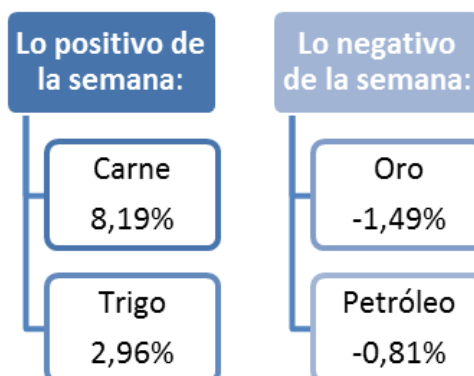 Lo positivo de
la semana:
Carne
8,19%
Trigo
2,96%
Lo negativo
de la semana:
Oro
-1,49%
Petróleo
-0,81%